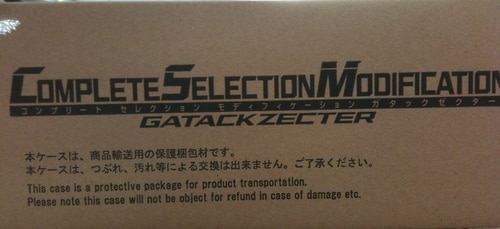 COMPLETE SELECTION MODIFICATION
コンプリート セレクション モディフィケーション ガタックゼクター
GATACKZECTER
本ケースは、商品輸送用の保護梱包材です。
本ケースは、つぶれ、汚れ等による交換は出来ません。ご了承ください。
This case is a protective package for product transportation.
Please note this case will not be object for refund in case of damage etc.